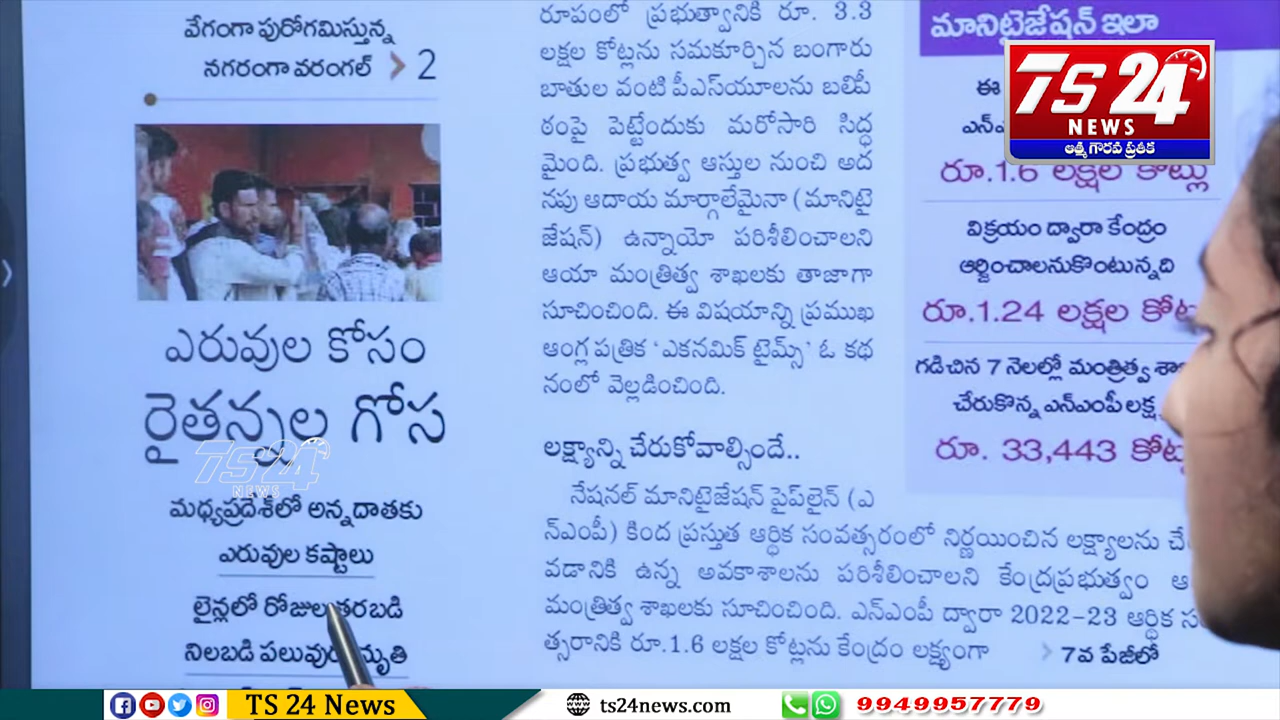 వేగంగా పురోగమిస్తున్న
నగరంగా వరంగల్ > 2
ఎరువుల కోసం
రైతన్నల గోస
మధ్యప్రదేశ్‌లో అన్నదాతకు
ఎరువుల కష్టాలు
లైన్లలో రోజుల తరబడి
నిలబడి పలువురు మృతి
రూపంలో ప్రభుత్వానికి రూ. 3.3
లక్షల కోట్లను సమకూర్చిన బంగారు
బాతుల వంటి పీఎస్‌యూలను బలిపీ
ఠంపై పెట్టేందుకు మరోసారి సిద్ధ
మైంది. ప్రభుత్వ ఆస్తుల నుంచి అద
నపు ఆదాయ మార్గాలేమైనా (మానిటై
జేషన్) ఉన్నాయో పరిశీలించాలని
ఆయా మంత్రిత్వ శాఖలకు తాజాగా
సూచించింది. ఈ విషయాన్ని ప్రముఖ
ఆంగ్ల పత్రిక ‘ఎకనమిక్ టైమ్స్’ ఓ కథ
నంలో వెల్లడించింది.
లక్ష్యాన్ని చేరుకోవాల్సిందే..
నేషనల్ మానిటైజేషన్ పైప్‌లైన్ (ఎ
న్ఎంపీ) కింద ప్రస్తుత ఆర్థిక సంవత్సరంలో నిర్ణయించిన లక్ష్యాలను
వడానికి ఉన్న అవకాశాలను పరిశీలించాలని కేంద్రప్రభుత్వం
మంత్రిత్వ శాఖలకు సూచించింది. ఎన్ఎంపీ ద్వారా 2022-23 ఆర్థిక
త్సరానికి రూ.1.6 లక్షల కోట్లను కేంద్రం లక్ష్యంగా > 7వ పేజీలో
మానిటైజేషన్ ఇలా
ఈ
రూ.1.6 లక్షల కోట్లు
విక్రయం ద్వారా కేంద్రం
ఆర్జించాలనుకొంటున్నది
రూ.1.24 లక్షల
గడిచిన 7 నెలల్లో మంత్రిత్వ
చేరుకొన్న ఎన్ఎంపీ లక్ష
రూ. 33,443
TS 24
NEWS
ఆత్మ గౌరవ ప్రతీక
TS 24
NEWS
TS 24 News
ts24news.com
9949957779